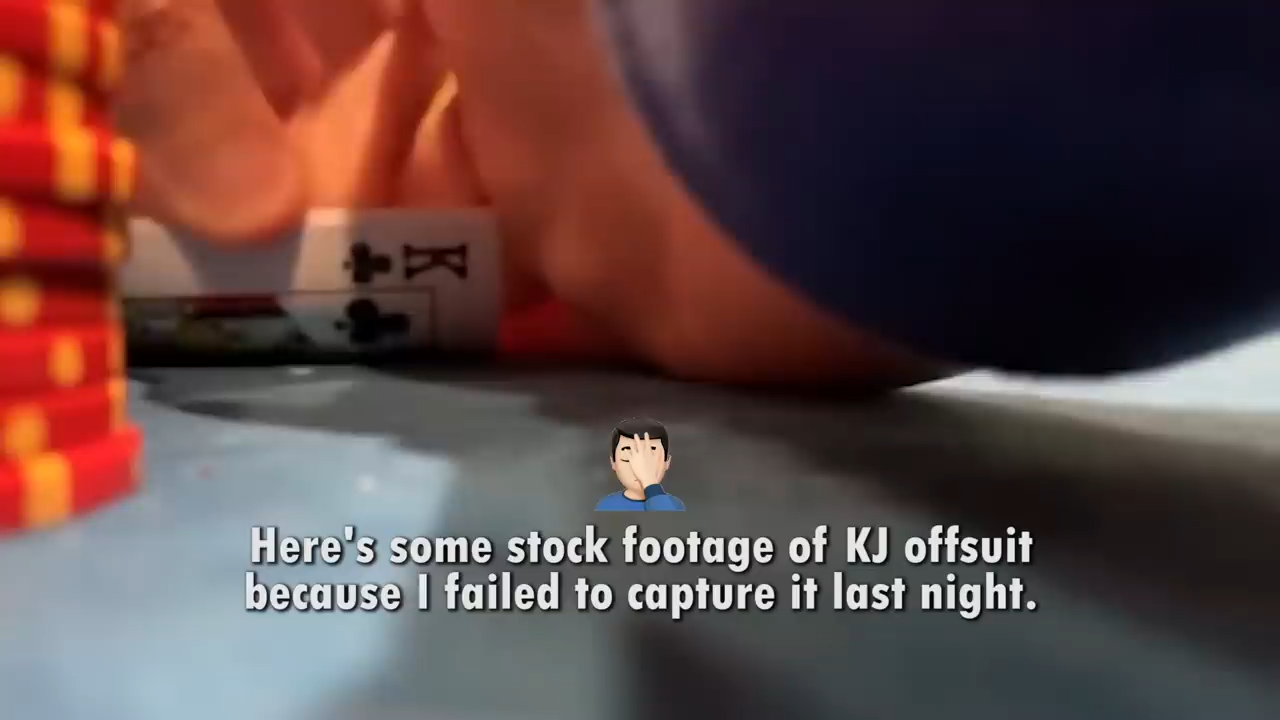 K
Here's some stock footage of KJ offsuit
because I failed to capture it last night.